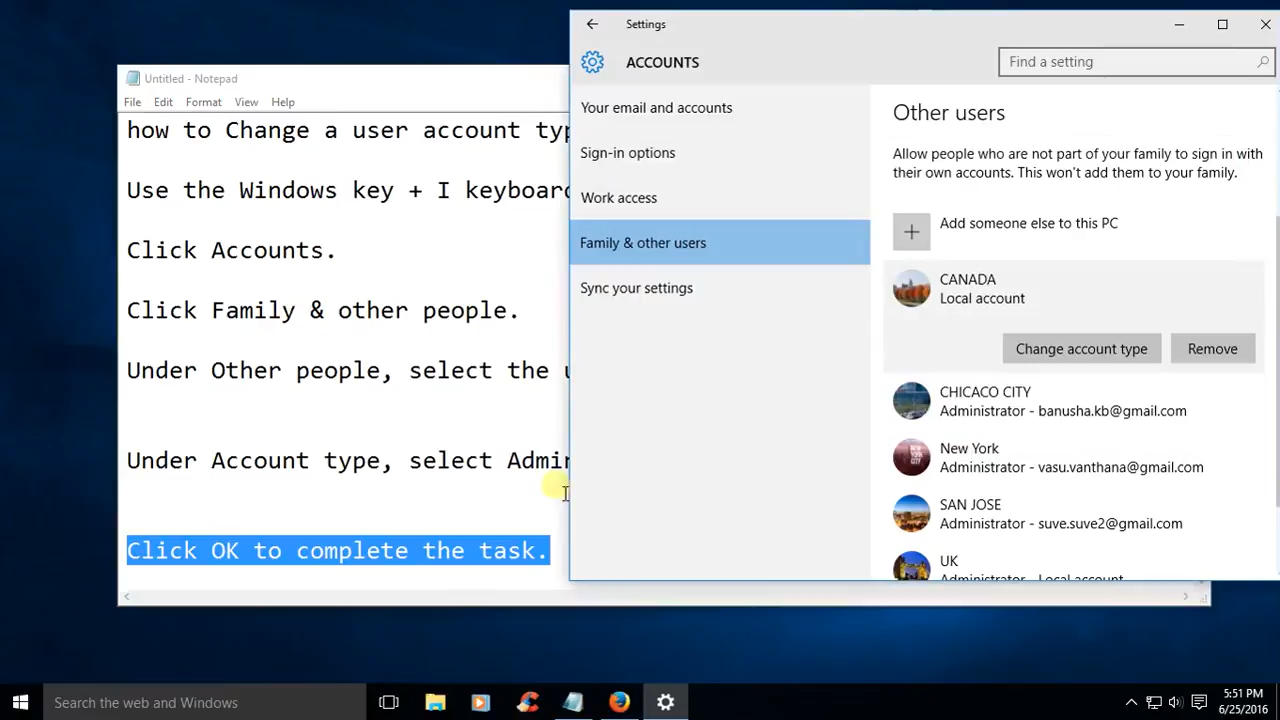 Untitled - Notepad
File Edit Format View Help
how to Change a user account typ
Use the Windows key + I keyboard
Click Accounts.
Click Family & other people.
Under Other people, select the u
Under Account type, select Admin
Click OK to complete the task.
Settings
ACCOUNTS
Find a setting
Your email and accounts
Sign-in options
Work access
Family & other users
Sync your settings
Other users
Allow people who are not part of your family to sign in with
their own accounts. This won't add them to your family.
Add someone else to this PC
CANADA
Local account
Change account type Remove
CHICACO CITY
Administrator - banusha.kb@gmail.com
New York
Administrator - vasu.vanthana@gmail.com
SAN JOSE
Administrator - suve.suve2@gmail.com
UK
Administrator - Local account
Search the web and Windows
5:51 PM
6/25/2016